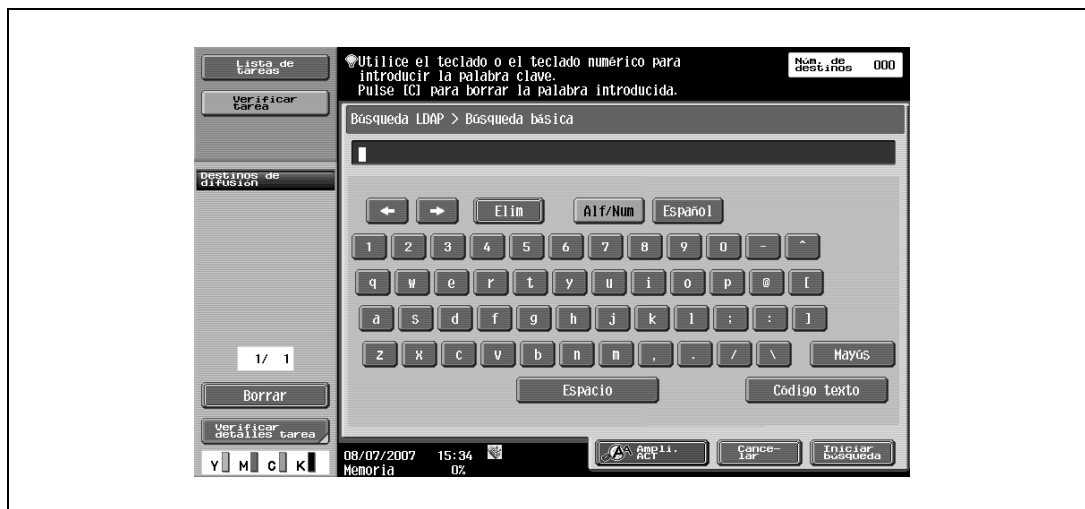 Lista de
tareas
Verificar
tarea
Destinos de
difusión
1/ 1
Borrar
Verificar
detalles tarea
Y M C K
Utilice el teclado o el teclado numérico para
introducir la palabra clave.
Pulse [C] para borrar la palabra introducida.
Núm. de
destinos 000
Búsqueda LDAP > Búsqueda básica
← → Elim Alf/Num Español
1 2 3 4 5 6 7 8 9 0 - ^
q w e r t y u i o p @ [
a s d f g h j k l ; : ]
z x c v b n m , . / \ Mayús
Espacio Código texto
08/07/2007 15:34
Memoria 0%
Ampli.
ACT
Cance-
lar
Iniciar
búsqueda